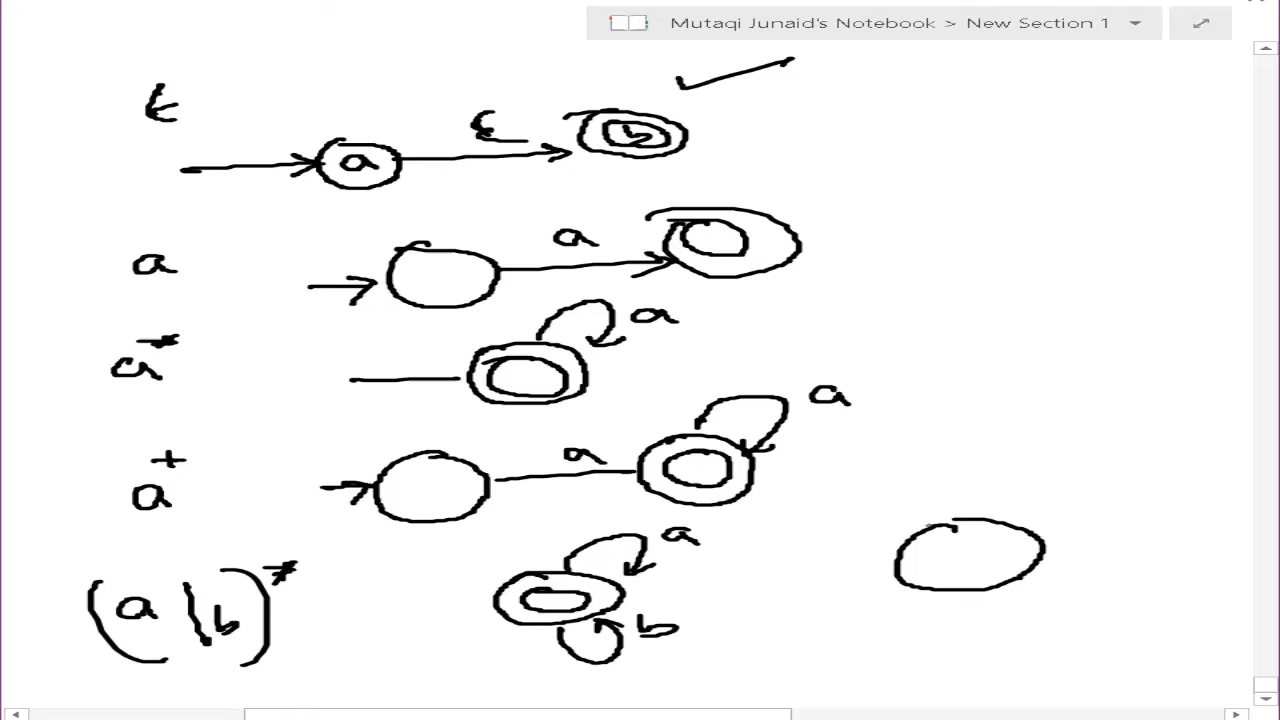 Mutaqi Junaid's Notebook > New Section 1
ε
a ε b
a a
a* a
a+ a a
(a|b)* a b